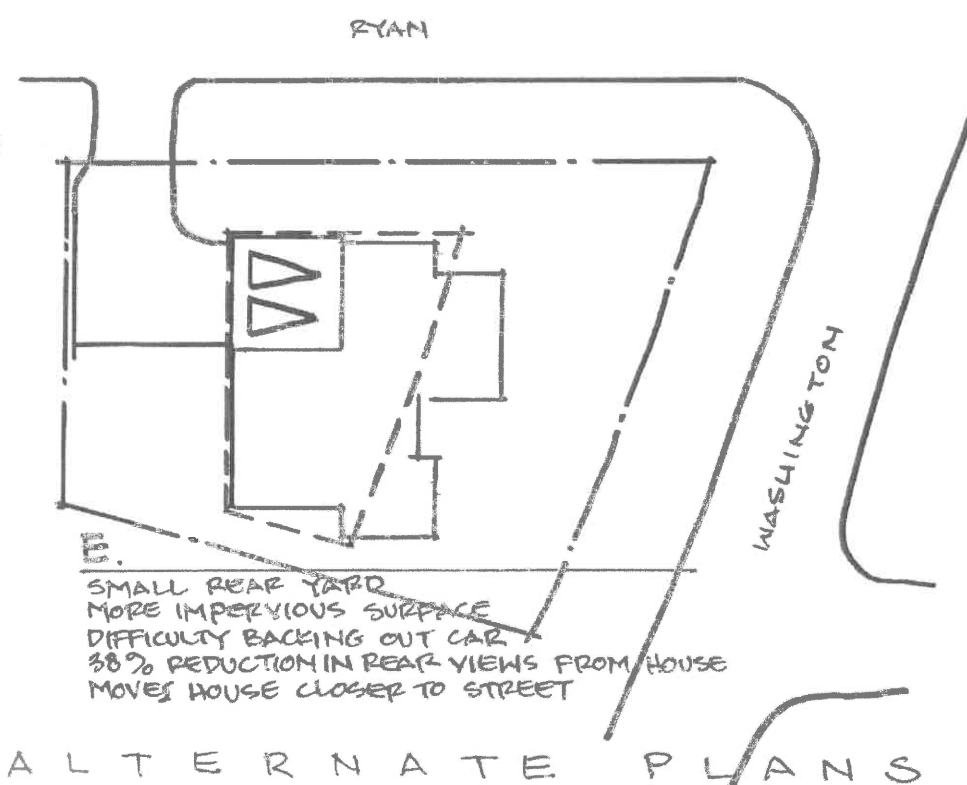 RYAN
WASHINGTON
E.
SMALL REAR YARD
MORE IMPERVIOUS SURFACE
DIFFICULTY BACKING OUT CAR
38% REDUCTION IN REAR VIEWS FROM HOUSE
MOVES HOUSE CLOSER TO STREET
ALTERNATE PLANS